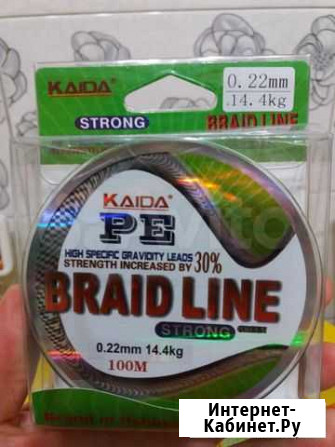 KAIDA
0.22mm
14.4kg
STRONG
BRAID LINE
KAIDA
PE
HIGH SPECIFIC GRAVIDITY LEADS
STRENGTH INCREASED BY 30%
BRAID LINE
STRONG
0.22mm 14.4kg
100M
Интернет-
Кабинет.Ру